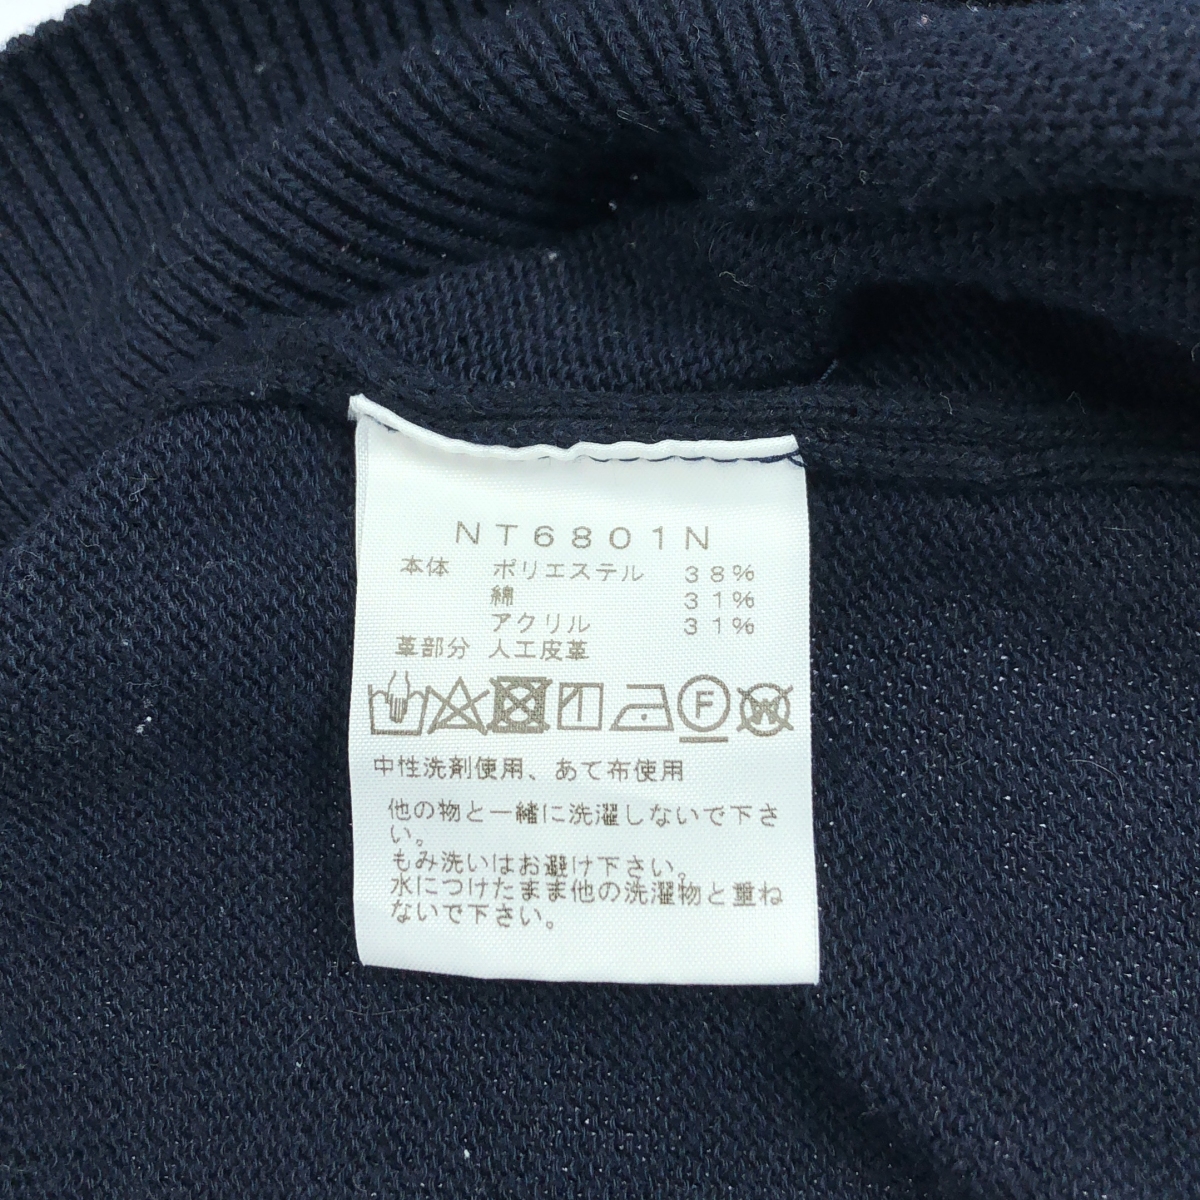 NT6801N
本体 ポリエステル 38%
綿 31%
アクリル 31%
革部分 人工皮革
F W
中性洗剤使用、あて布使用
他の物と一緒に洗濯しないで下さ
い。
もみ洗いはお避け下さい。
水につけたまま他の洗濯物と重ね
ないで下さい。